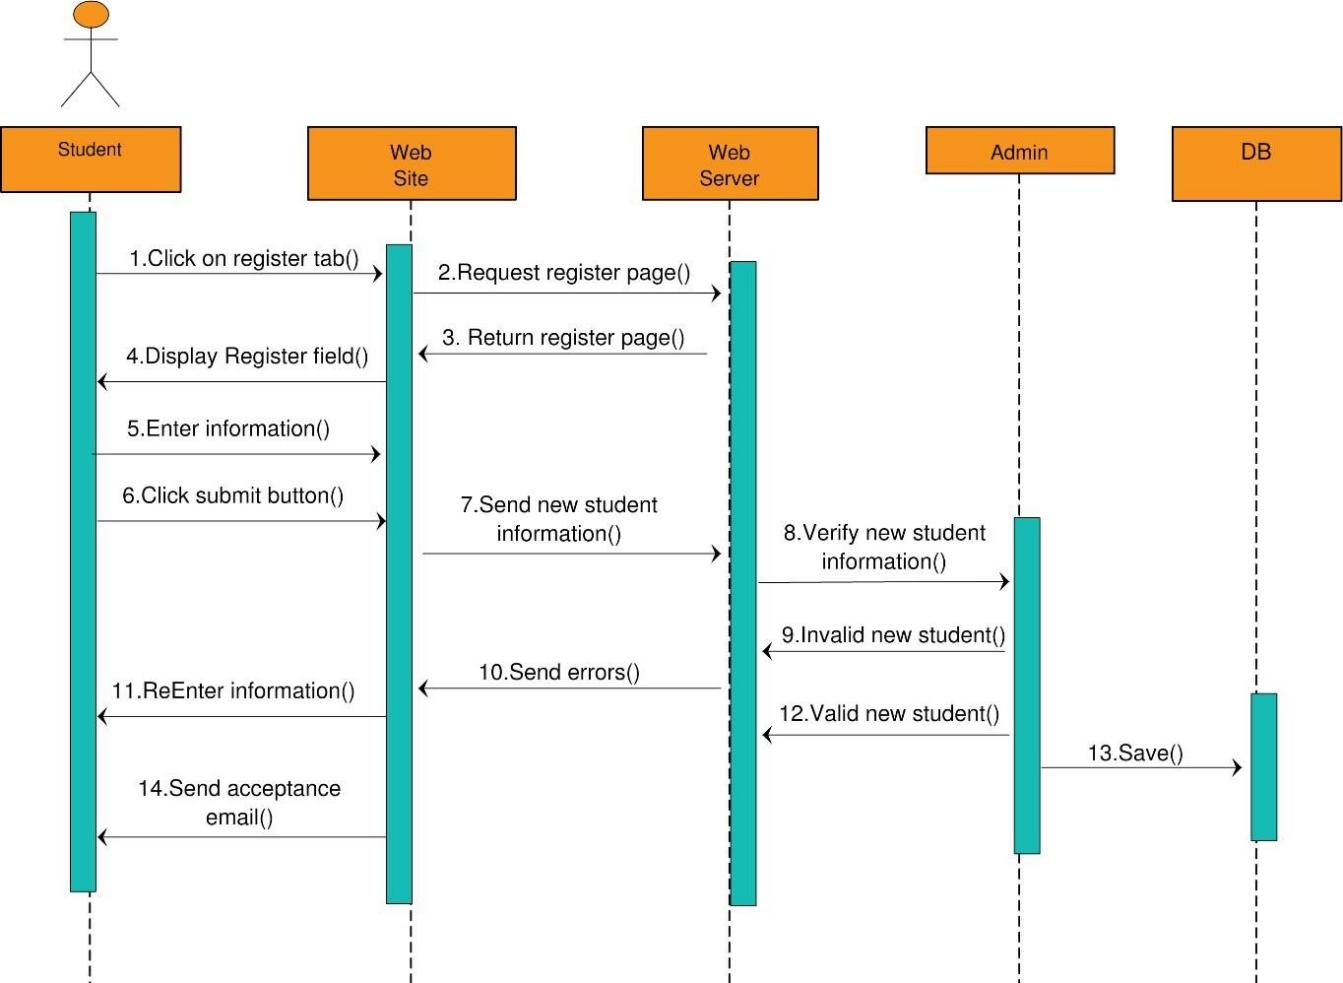 Student
Web
Site
Web
Server
Admin
DB
1.Click on register tab()
2.Request register page()
3. Return register page()
4.Display Register field()
5.Enter information()
6.Click submit button()
7.Send new student
information()
8.Verify new student
information()
9.Invalid new student()
10.Send errors()
11.ReEnter information()
12.Valid new student()
13.Save()
14.Send acceptance
email()